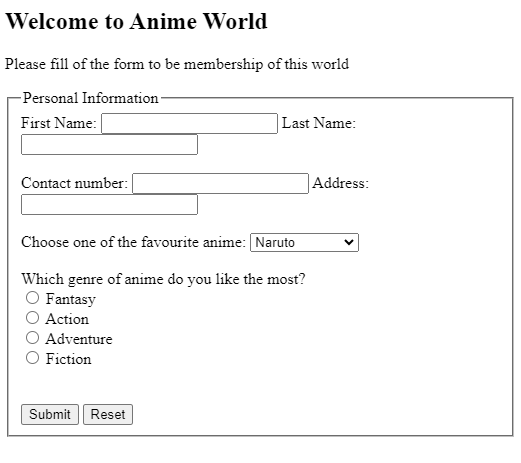 Welcome to Anime World
Please fill of the form to be membership of this world
Personal Information
First Name: Last Name:
Contact number: Address:
Choose one of the favourite anime: Naruto
Which genre of anime do you like the most?
Fantasy
Action
Adventure
Fiction
Submit Reset